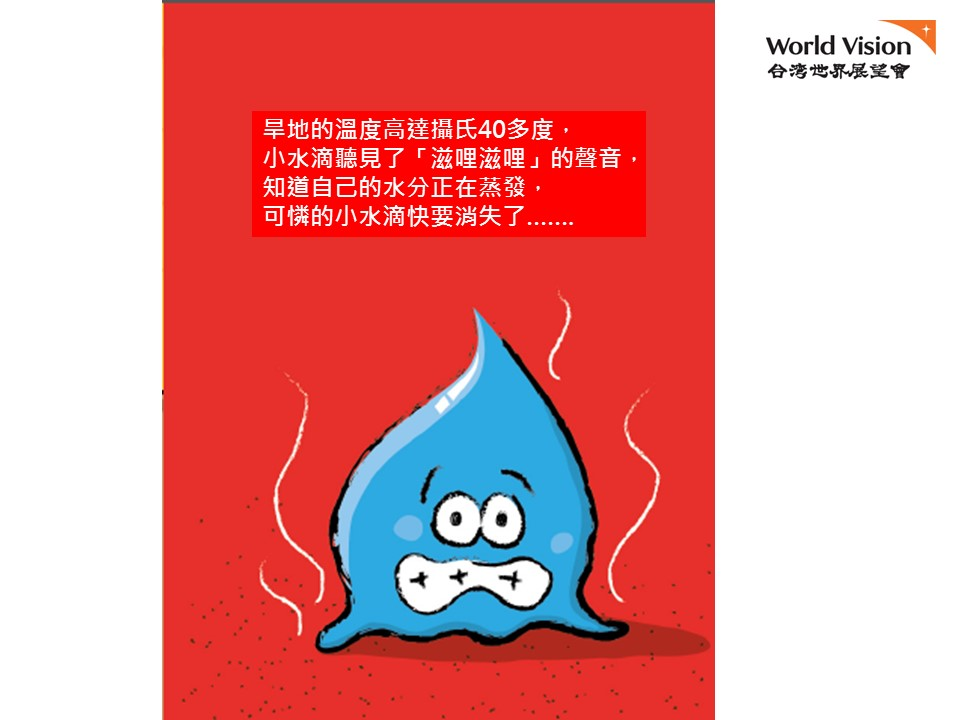 World Vision
台灣世界展望會
旱地的溫度高達攝氏40多度，
小水滴聽見了「滋哩滋哩」的聲音，
知道自己的水分正在蒸發，
可憐的小水滴快要消失了.......